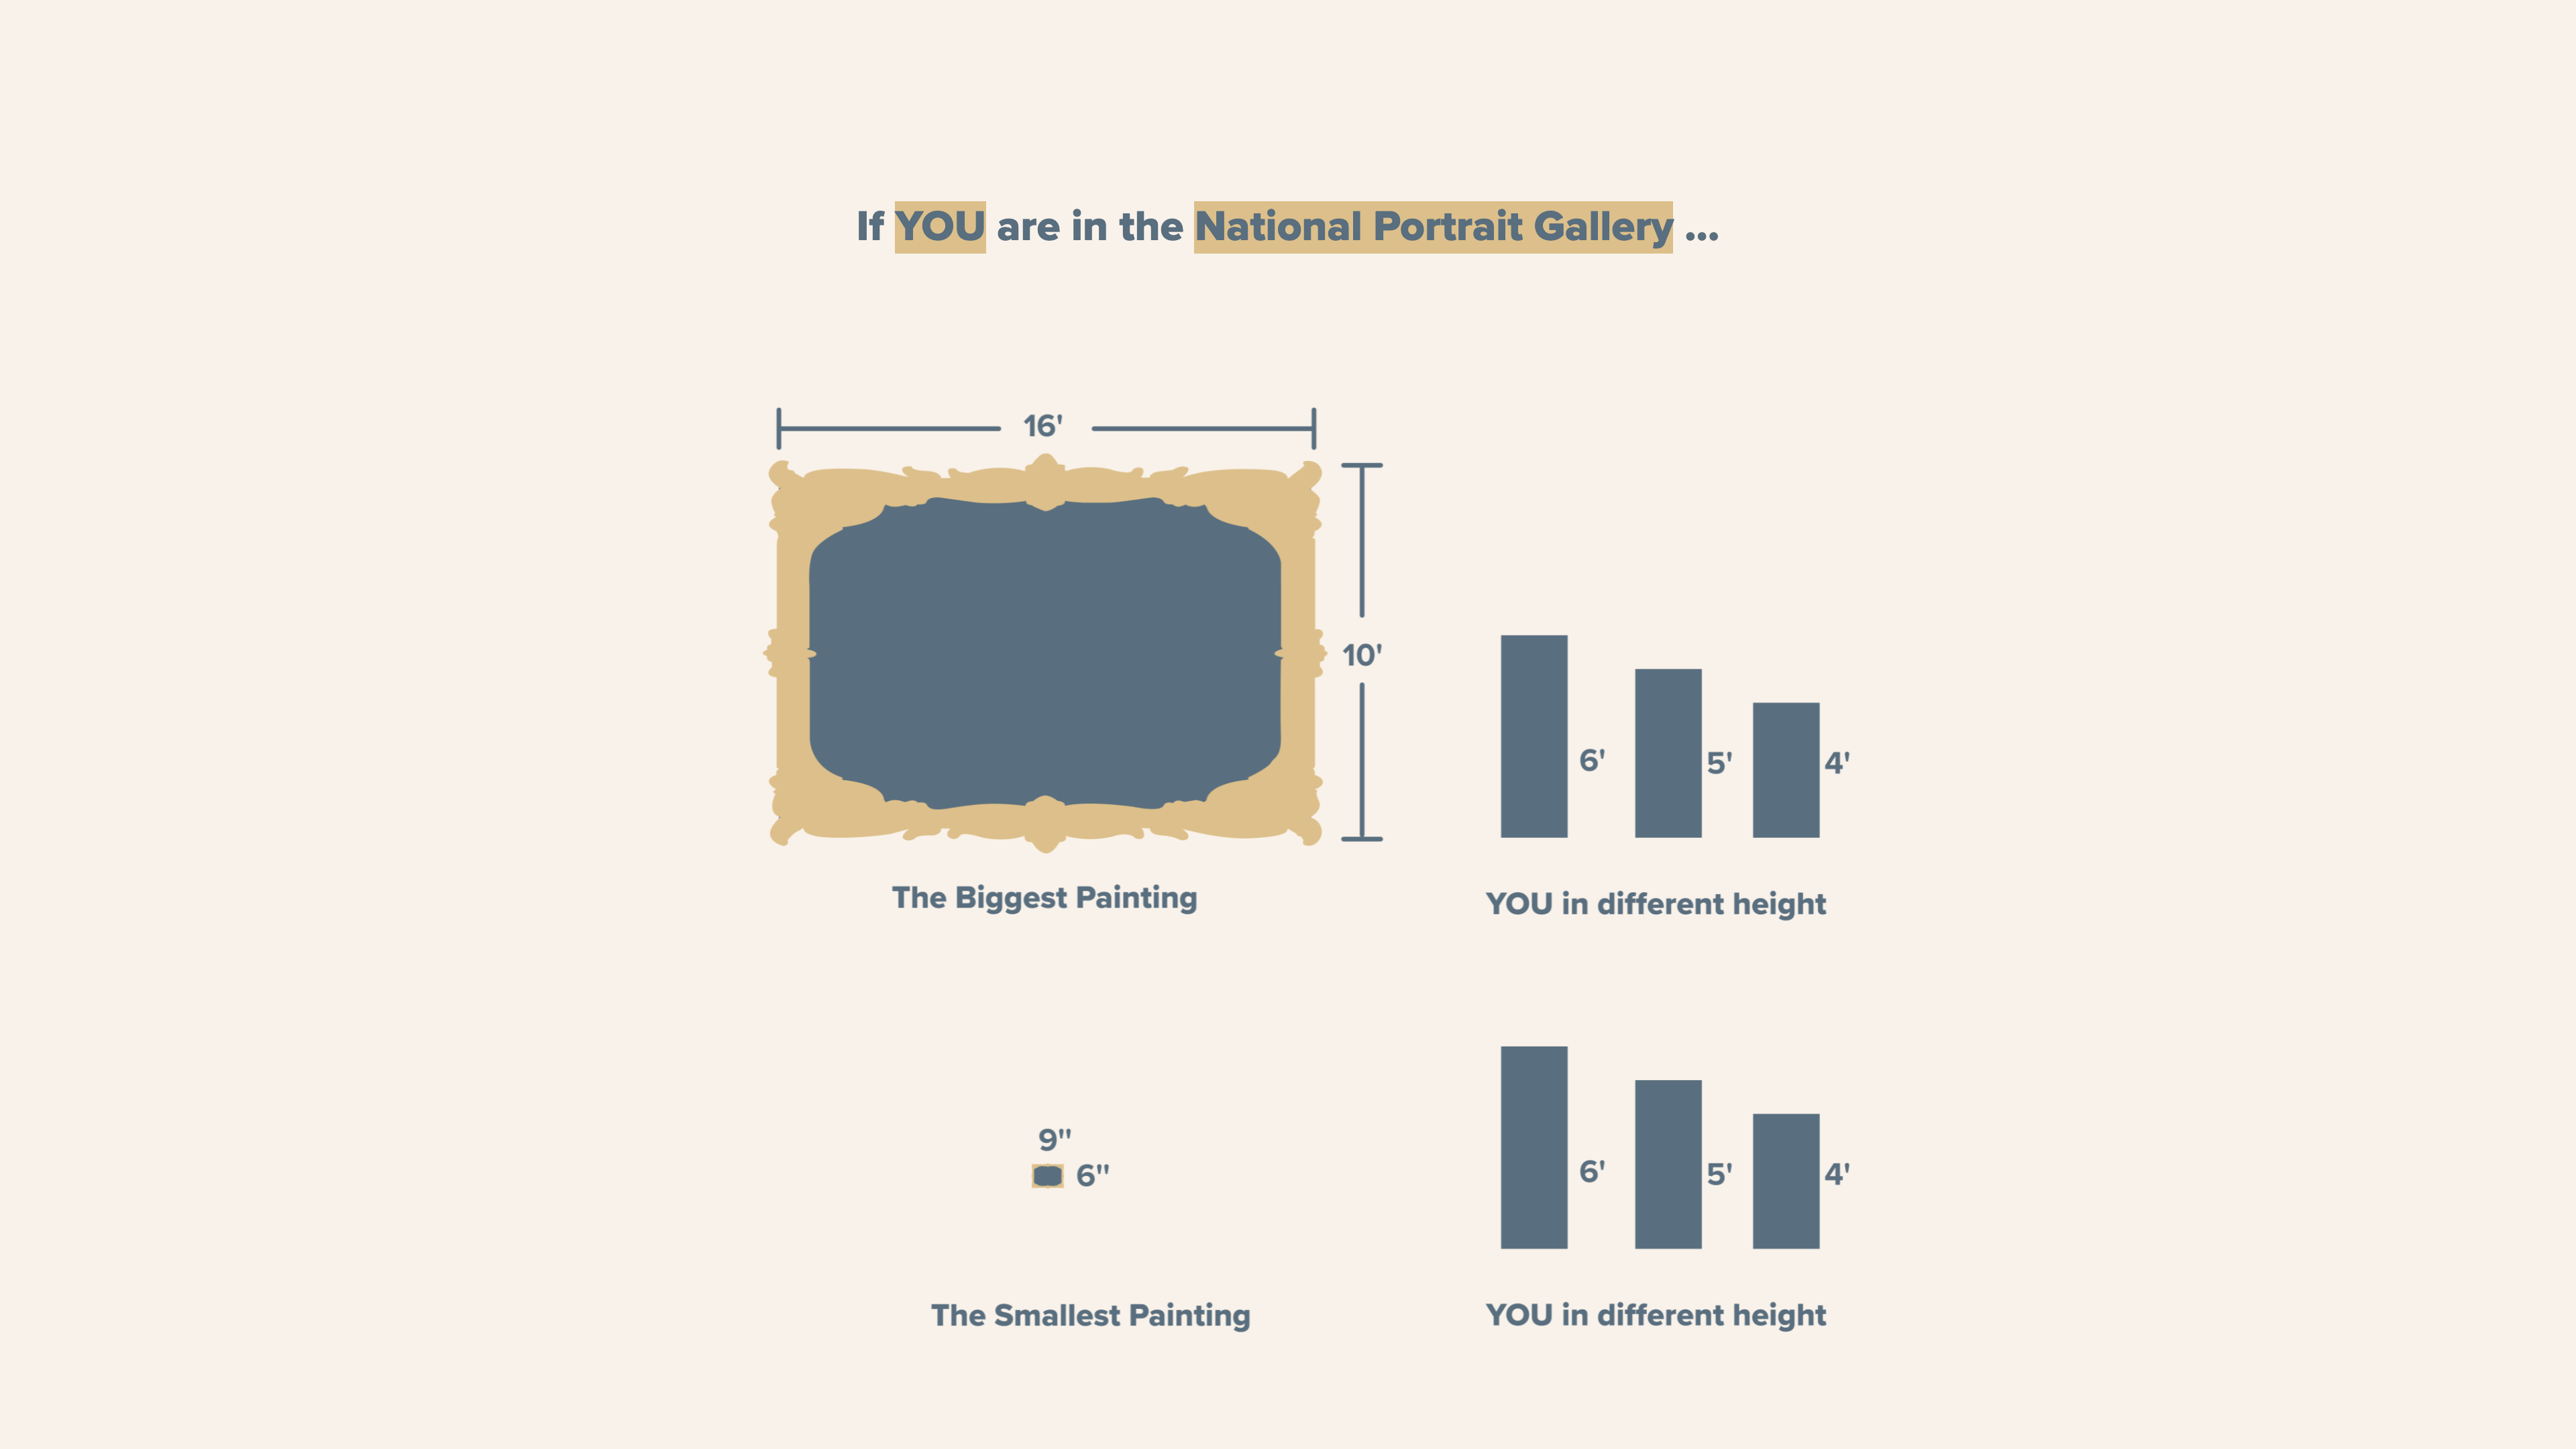 If YOU are in the National Portrait Gallery ...
16'
10'
6'
5'
4'
The Biggest Painting
YOU in different height
9"
6"
6'
5'
4'
The Smallest Painting
YOU in different height